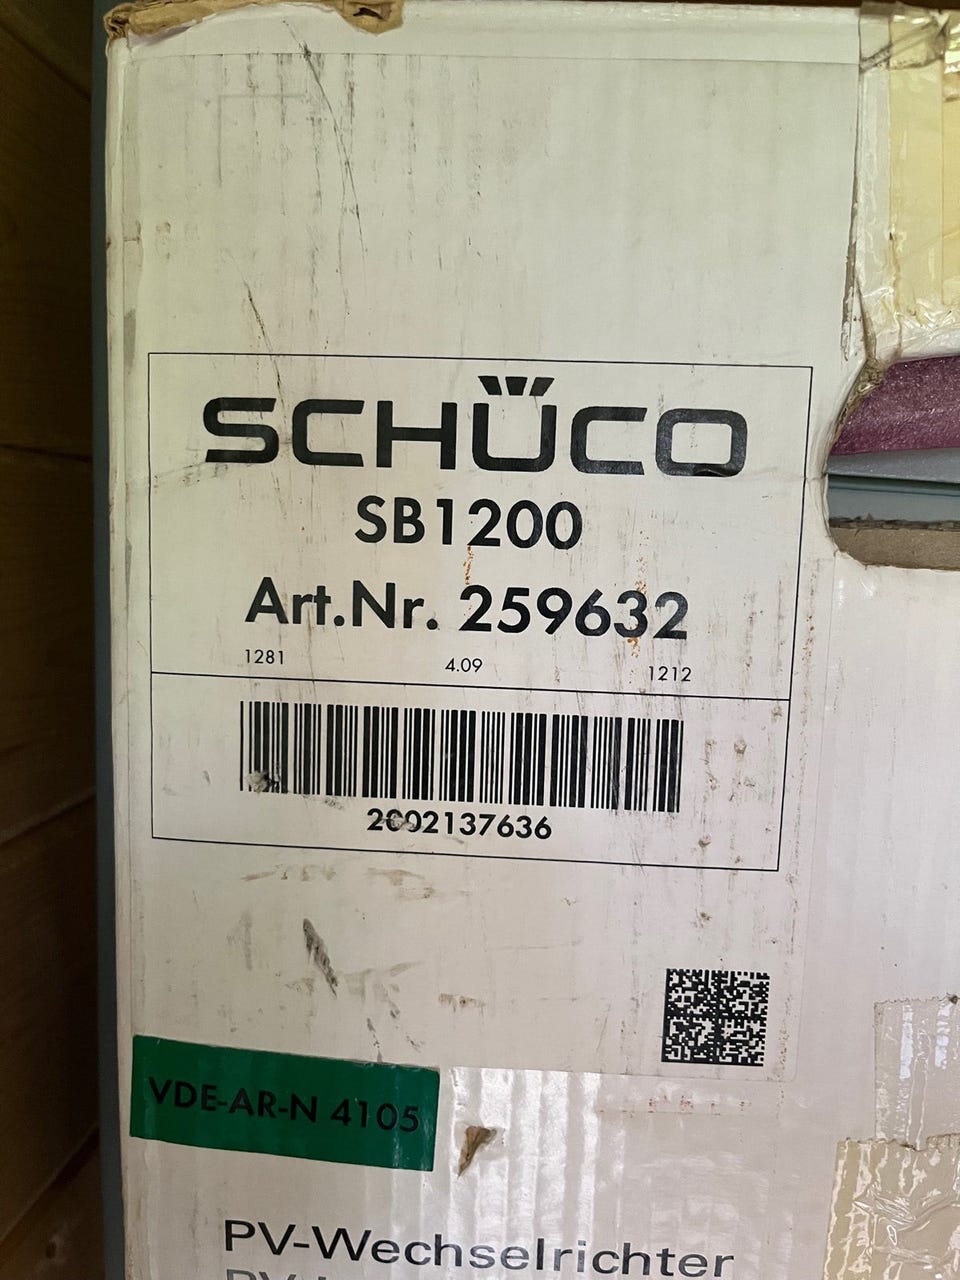 SCHÜCO
SB1200
Art.Nr. 259632
1281 4.09 1212
2002137636
VDE-AR-N 4105
PV-Wechselrichter